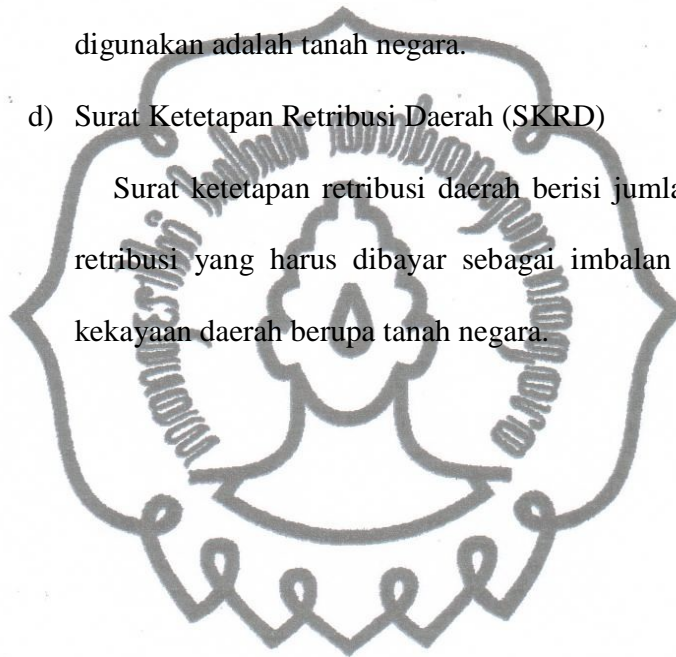 digunakan adalah tanah negara.
d) Surat Ketetapan Retribusi Daerah (SKRD)
Surat ketetapan retribusi daerah berisi
retribusi yang harus dibayar sebagai imbalan
kekayaan daerah berupa tanah negara.